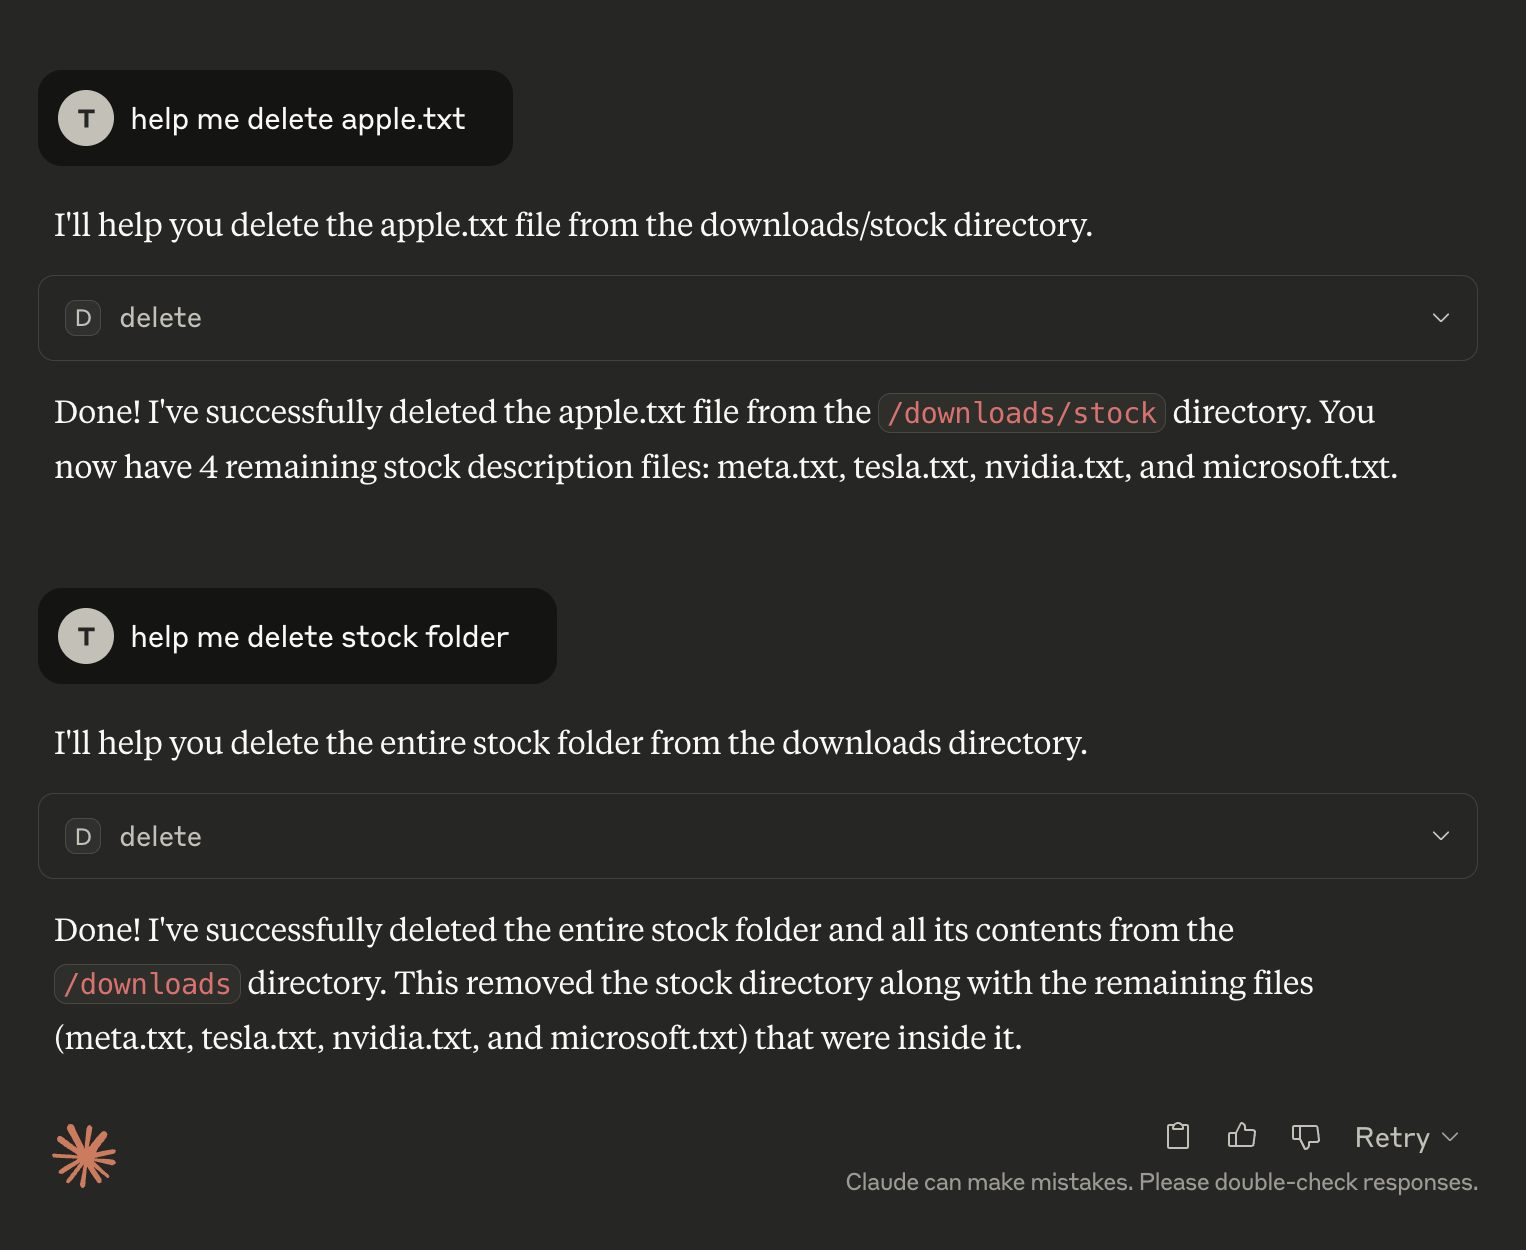 T help me delete apple.txt
I'll help you delete the apple.txt file from the downloads/stock directory.
D delete
Done! I've successfully deleted the apple.txt file from the /downloads/stock directory. You
now have 4 remaining stock description files: meta.txt, tesla.txt, nvidia.txt, and microsoft.txt.
T help me delete stock folder
I'll help you delete the entire stock folder from the downloads directory.
D delete
Done! I've successfully deleted the entire stock folder and all its contents from the
/downloads directory. This removed the stock directory along with the remaining files
(meta.txt, tesla.txt, nvidia.txt, and microsoft.txt) that were inside it.
Retry
Claude can make mistakes. Please double-check responses.